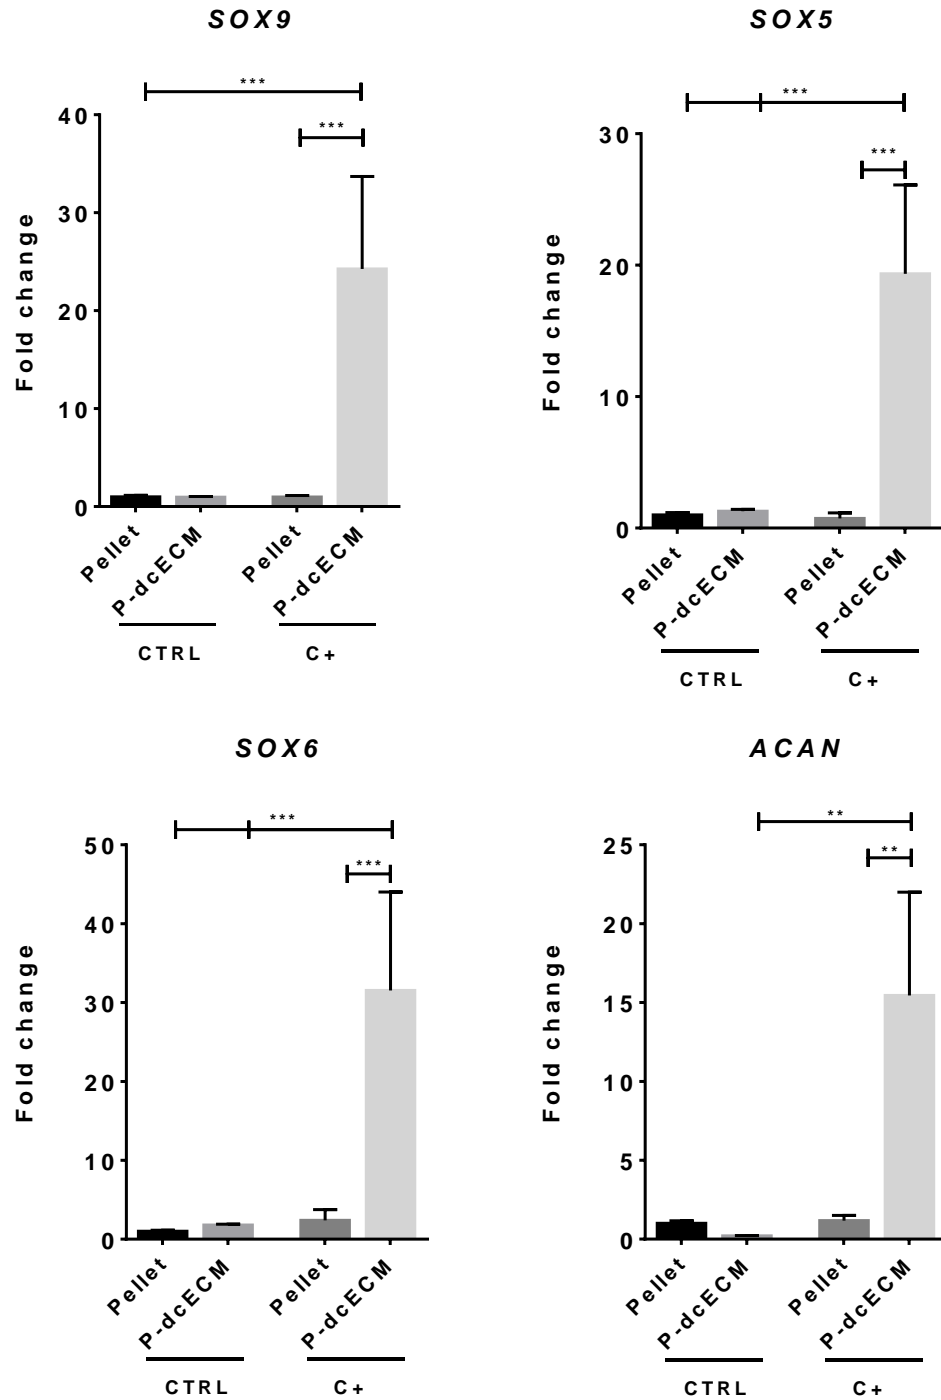 SOX9
***
***
40
30
20
10
0
Fold change
Pellet
P-dcECM
Pellet
P-dcECM
CTRL
C+
SOX5
***
***
30
20
10
0
Fold change
Pellet
P-dcECM
Pellet
P-dcECM
CTRL
C+
SOX6
***
***
50
40
30
20
10
0
Fold change
Pellet
P-dcECM
Pellet
P-dcECM
CTRL
C+
ACAN
**
**
25
20
15
10
5
0
Fold change
Pellet
P-dcECM
Pellet
P-dcECM
CTRL
C+